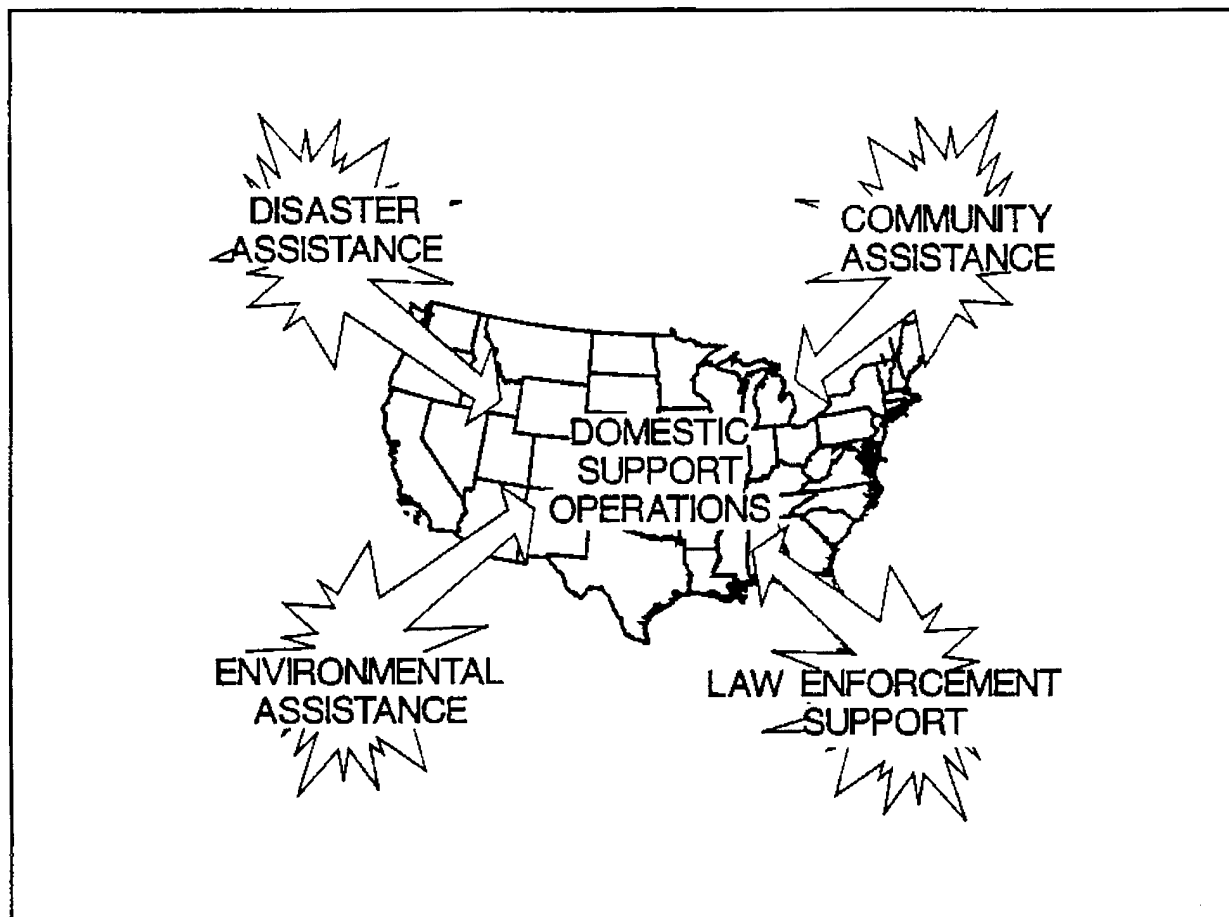 DISASTER
ASSISTANCE
COMMUNITY
ASSISTANCE
DOMESTIC
SUPPORT
OPERATIONS
ENVIRONMENTAL
ASSISTANCE
LAW ENFORCEMENT
SUPPORT